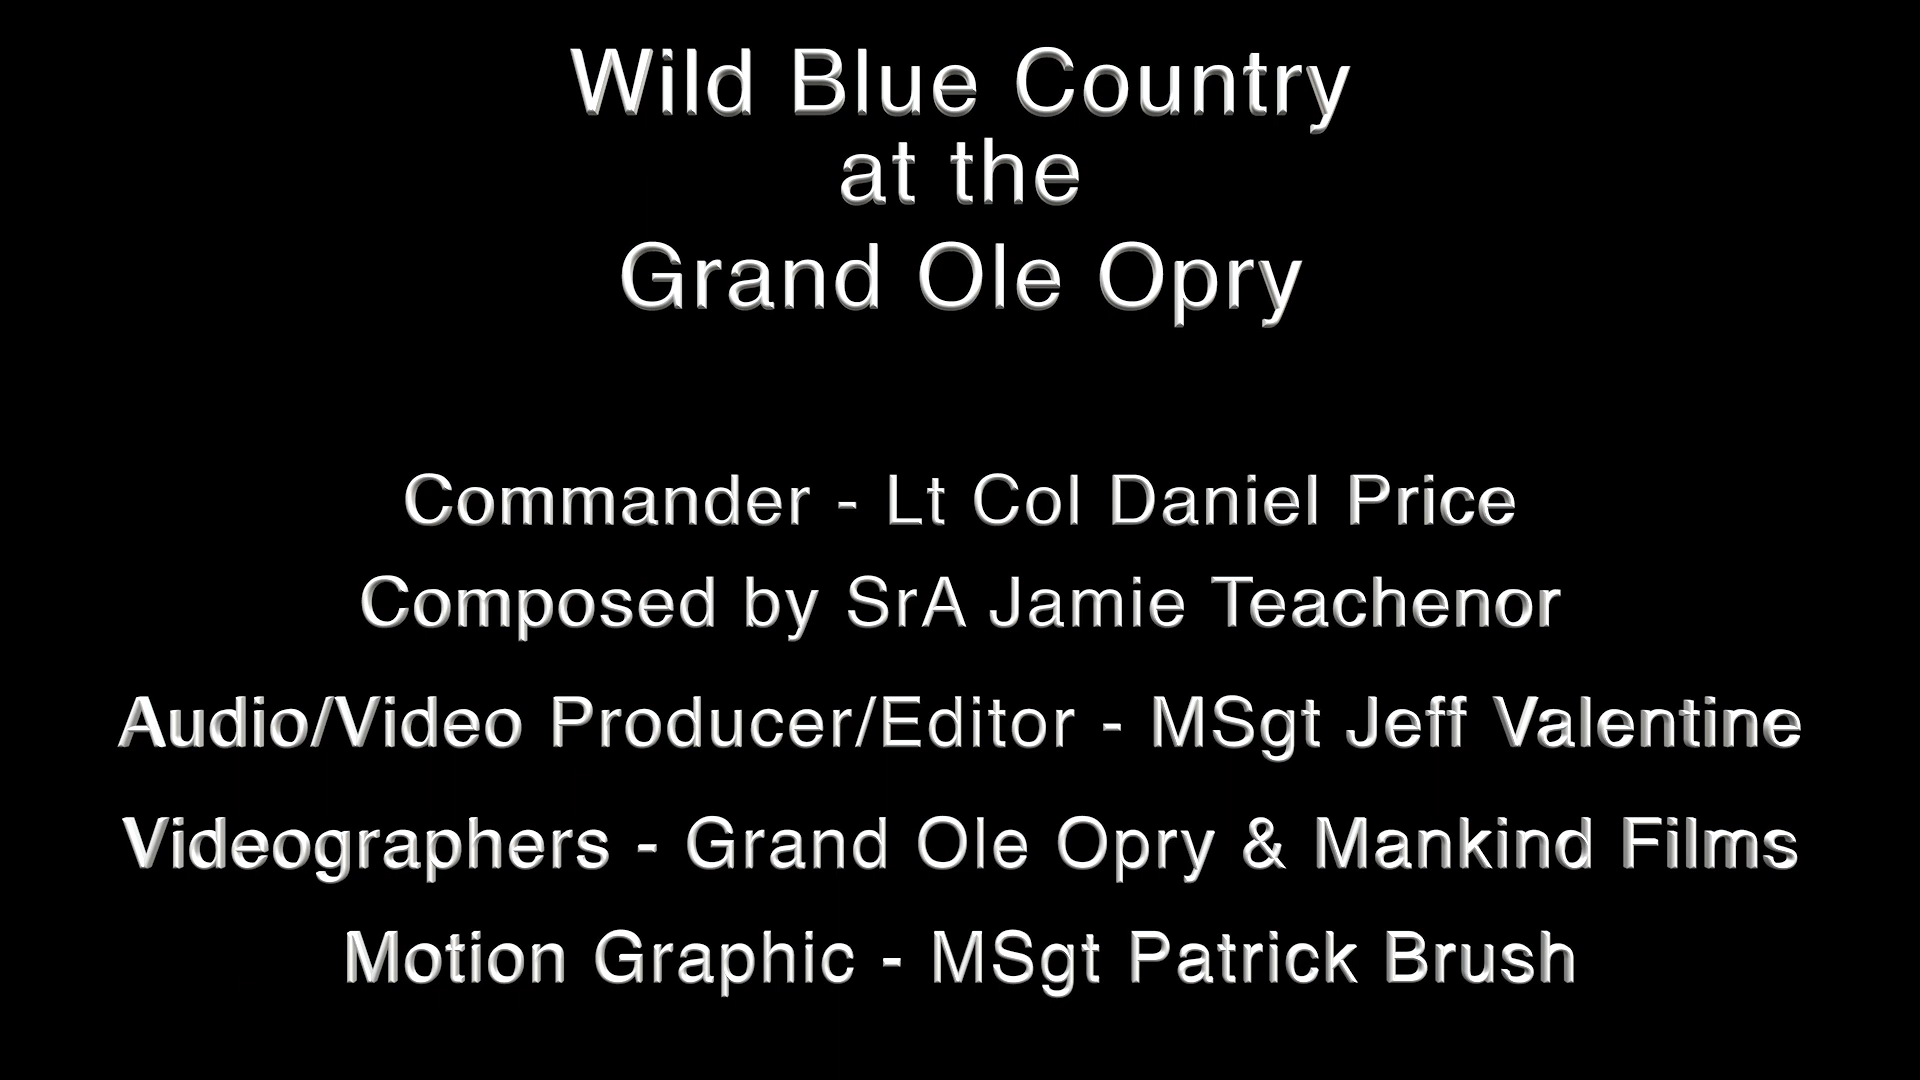 Wild Blue Country
at the
Grand Ole Opry
Commander - Lt Col Daniel Price
Composed by SrA Jamie Teachenor
Audio/Video Producer/Editor - MSgt Jeff Valentine
Videographers - Grand Ole Opry & Mankind Films
Motion Graphic - MSgt Patrick Brush